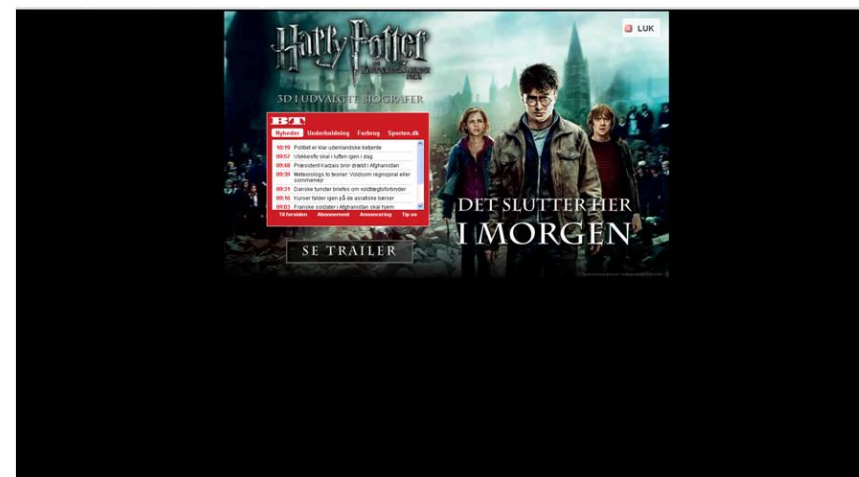 Harry Potter
LUK
3D I UDVALGTE BIOGRAFER
BT
Nyheder Underholdning Forbrug Sporten.dk
10:19 Politiet er klar udenlandske betjente
09:57 skal i luften igen i dag
09:48 Præsident Karzais bror dræbt i Afghanistan
09:39 Meteorologs to teorier: Voldsom regnspiral eller
sommervejr
09:31 Danske turister briefes om voldtægtsforbryder
09:16 Kurser falder igen på de asiatiske børser
09:03 Franske soldater i Afghanistan skal hjem
Til forsiden Abonnement Annoncering Tip os
DET SLUTTER HER
I MORGEN
SE TRAILER